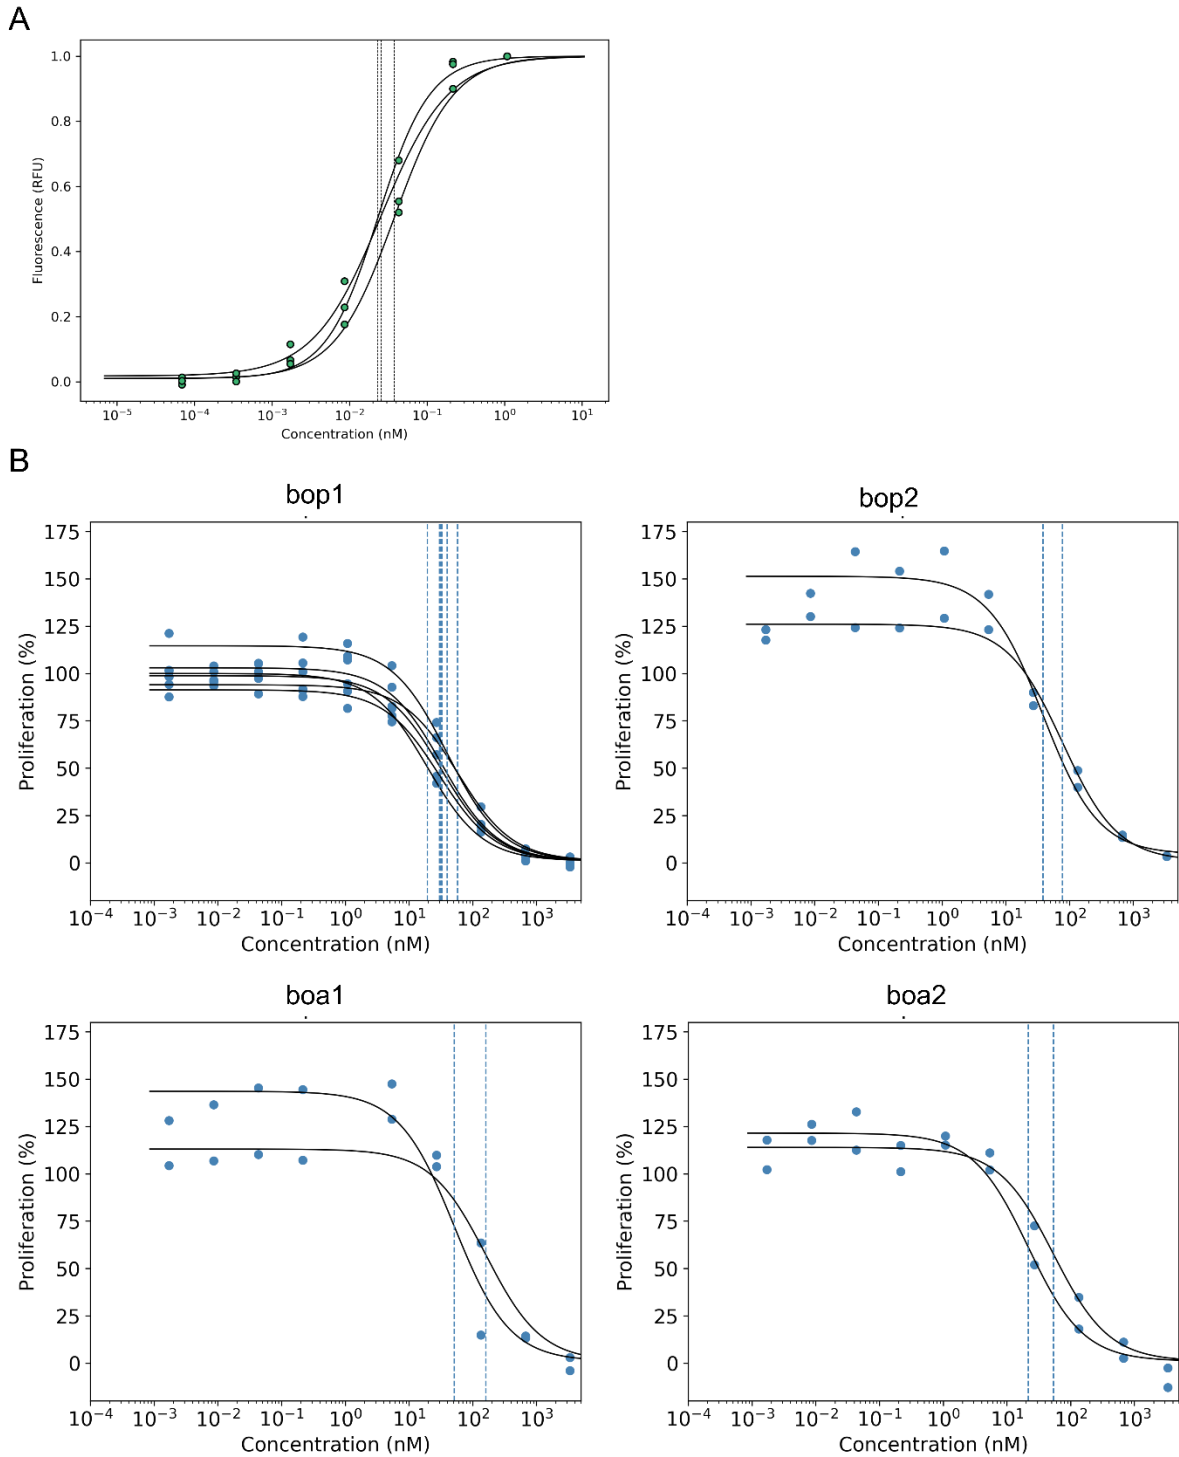 A
Fluorescence (RFU)
1.0
0.8
0.6
0.4
0.2
0.0
10⁻⁵ 10⁻⁴ 10⁻³ 10⁻² 10⁻¹ 10⁰ 10¹
Concentration (nM)
B
bop1
Proliferation (%)
175
150
125
100
75
50
25
0
10⁻⁴ 10⁻³ 10⁻² 10⁻¹ 10⁰ 10¹ 10² 10³
Concentration (nM)
bop2
Proliferation (%)
175
150
125
100
75
50
25
0
10⁻⁴ 10⁻³ 10⁻² 10⁻¹ 10⁰ 10¹ 10² 10³
Concentration (nM)
boa1
Proliferation (%)
175
150
125
100
75
50
25
0
10⁻⁴ 10⁻³ 10⁻² 10⁻¹ 10⁰ 10¹ 10² 10³
Concentration (nM)
boa2
Proliferation (%)
175
150
125
100
75
50
25
0
10⁻⁴ 10⁻³ 10⁻² 10⁻¹ 10⁰ 10¹ 10² 10³
Concentration (nM)